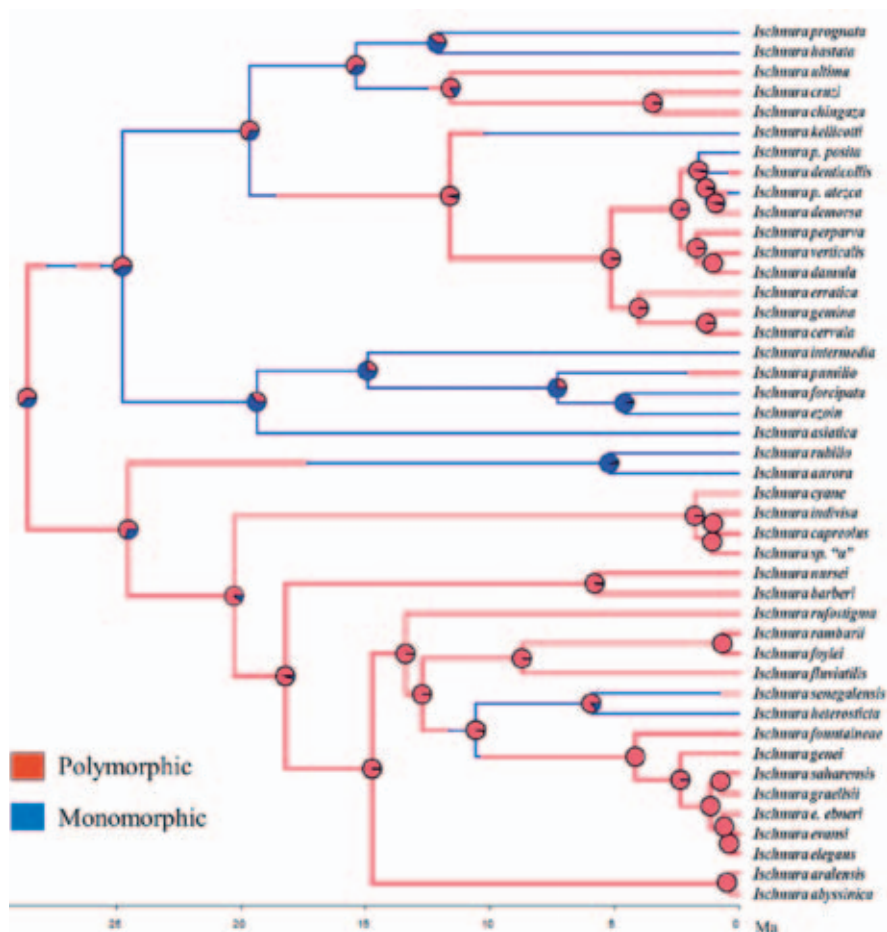 Ischnura prognata
Ischnura hastata
Ischnura ultima
Ischnura cruzi
Ischnura chingaza
Ischnura kellicotti
Ischnura p. posita
Ischnura denticollis
Ischnura p. atezca
Ischnura demorsa
Ischnura perparva
Ischnura verticalis
Ischnura damula
Ischnura erratica
Ischnura gemina
Ischnura cervula
Ischnura intermedia
Ischnura pumilio
Ischnura forcipata
Ischnura ezoin
Ischnura asiatica
Ischnura rubilio
Ischnura aurora
Ischnura cyane
Ischnura indivisa
Ischnura capreolus
Ischnura sp. "a"
Ischnura nursei
Ischnura barberi
Ischnura rufostigma
Ischnura rambarii
Ischnura foylei
Ischnura fluviatilis
Ischnura senegalensis
Ischnura heterosticta
Ischnura fountaineae
Ischnura genei
Ischnura saharensis
Ischnura graellsii
Ischnura e. ebneri
Ischnura evansi
Ischnura elegans
Ischnura aralensis
Ischnura abyssinica
Polymorphic
Monomorphic
25 20 15 10 5 0 Ma